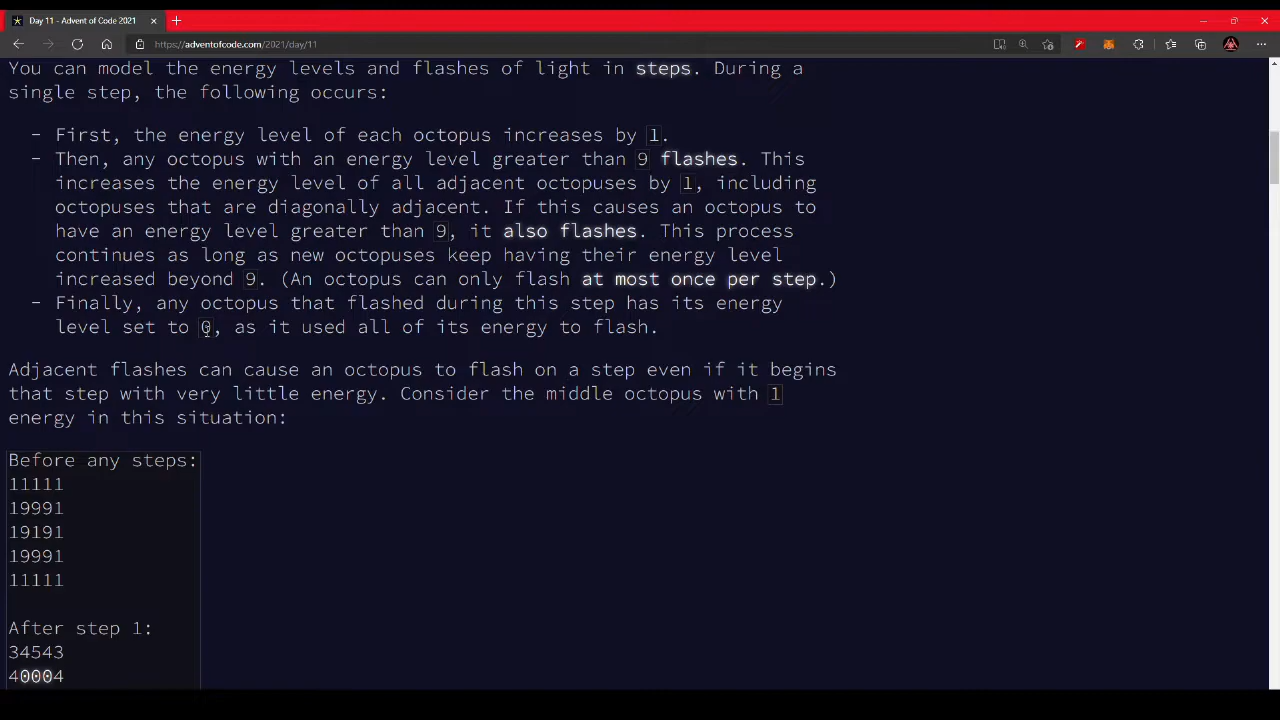 Day 11 - Advent of Code 2021
https://adventofcode.com/2021/day/11
You can model the energy levels and flashes of light in steps. During a
single step, the following occurs:
- First, the energy level of each octopus increases by 1.
- Then, any octopus with an energy level greater than 9 flashes. This
increases the energy level of all adjacent octopuses by 1, including
octopuses that are diagonally adjacent. If this causes an octopus to
have an energy level greater than 9, it also flashes. This process
continues as long as new octopuses keep having their energy level
increased beyond 9. (An octopus can only flash at most once per step.)
- Finally, any octopus that flashed during this step has its energy
level set to 0, as it used all of its energy to flash.
Adjacent flashes can cause an octopus to flash on a step even if it begins
that step with very little energy. Consider the middle octopus with 1
energy in this situation:
Before any steps:
11111
19991
19191
19991
11111
After step 1:
34543
40004